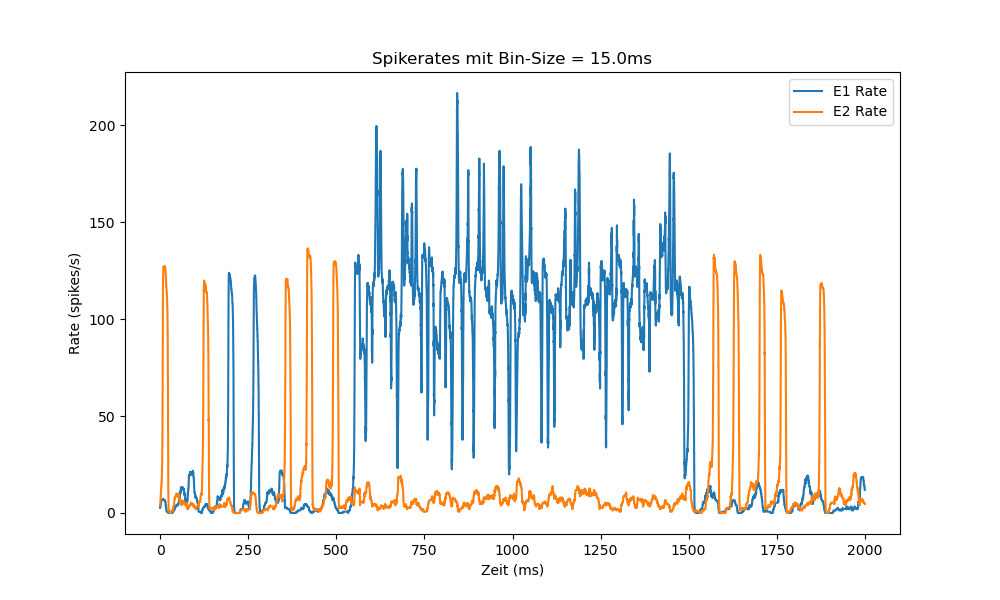 Spikerates mit Bin-Size = 15.0ms
E1 Rate
E2 Rate
Rate (spikes/s)
200
150
100
50
0
0 250 500 750 1000 1250 1500 1750 2000
Zeit (ms)